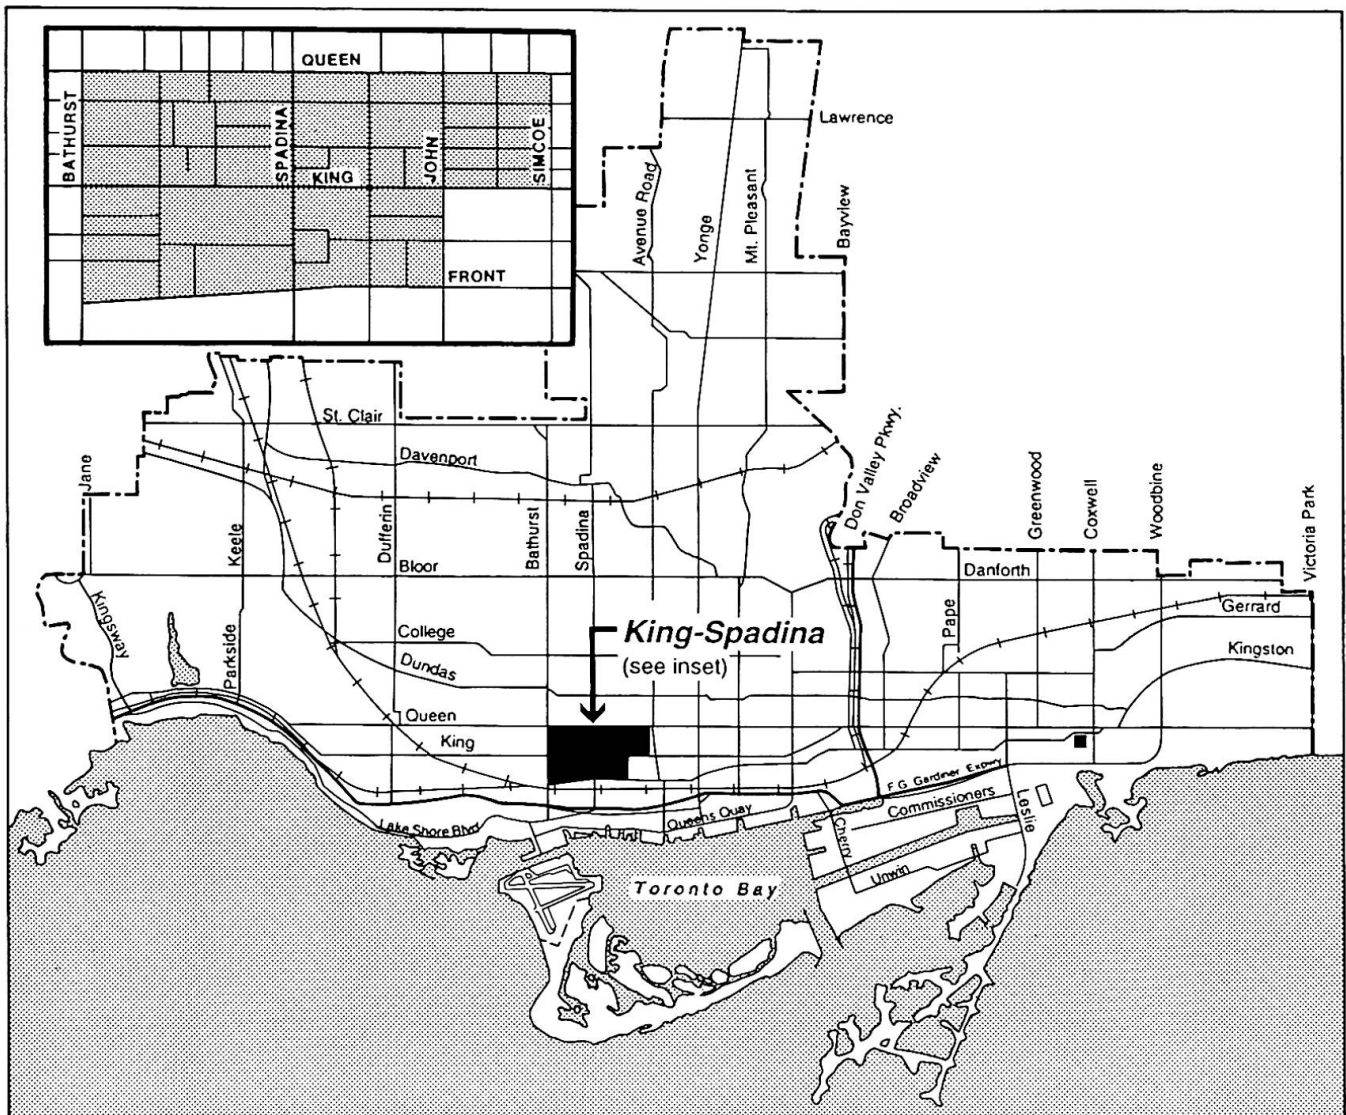 QUEEN
BATHURST
SPADINA
KING
JOHN
SIMCOE
FRONT
Lawrence
Avenue Road
Yonge
Mt. Pleasant
Bayview
St. Clair
Davenport
Jane
Keele
Dufferin
Bathurst
Spadina
Bloor
Don Valley Pkwy.
Broadview
Greenwood
Coxwell
Woodbine
Victoria Park
Danforth
Kingsway
Parkside
College
Dundas
King-Spadina
(see inset)
Pape
Gerrard
Kingston
Queen
King
F G Gardiner Expwy
Lake Shore Blvd
Queens Quay
Cherry
Commissioners
Leslie
Unwin
Toronto Bay